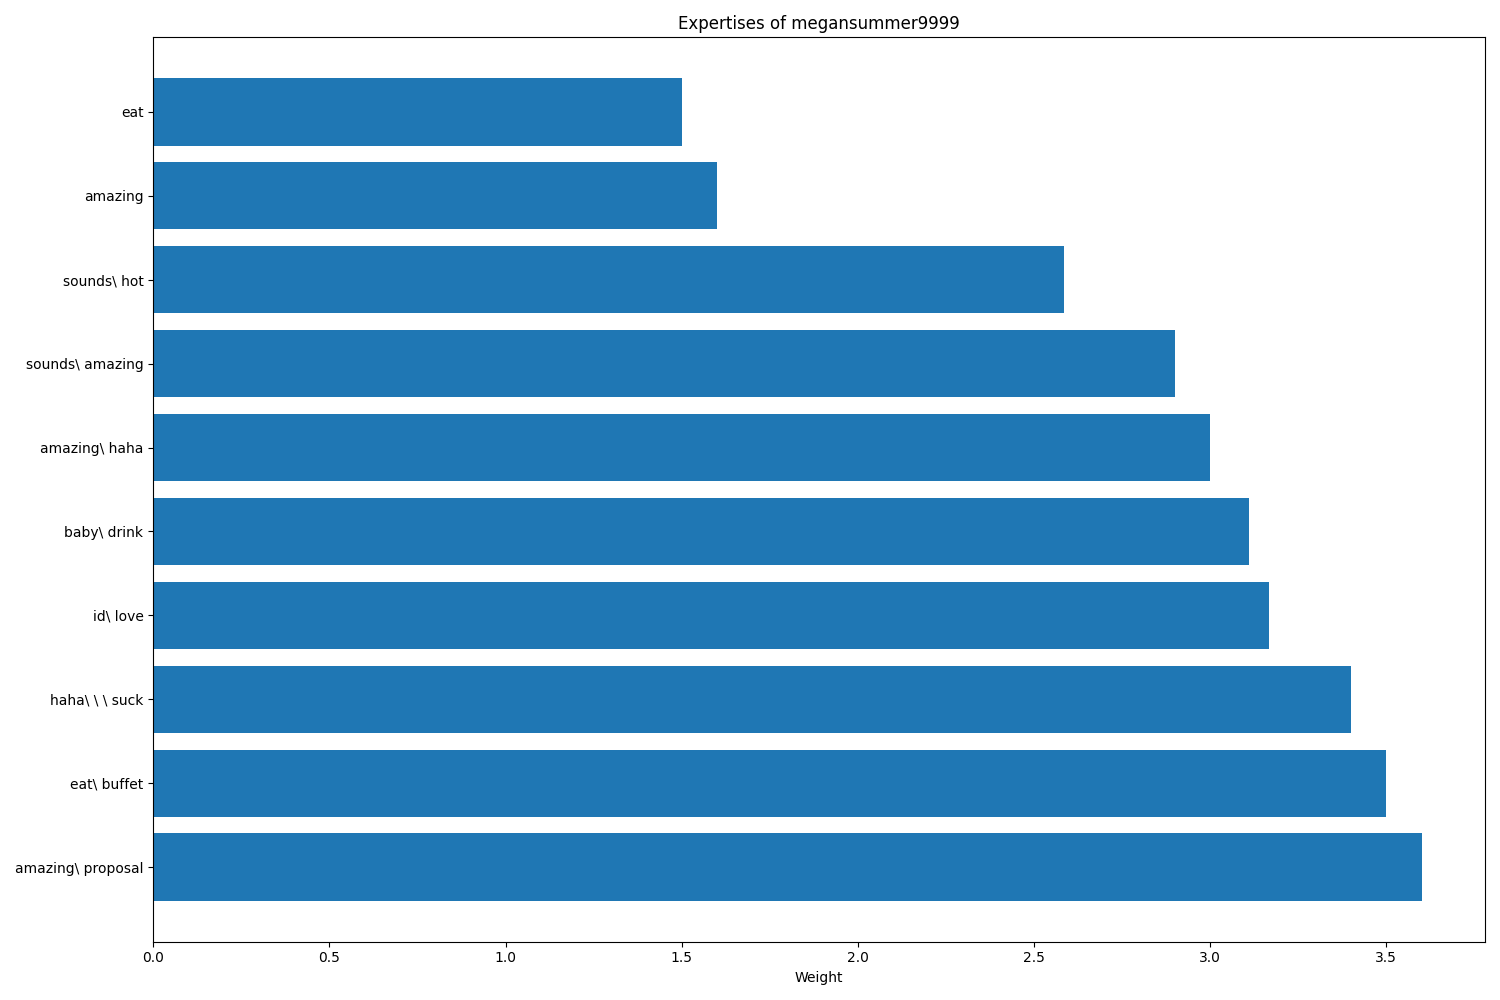 Expertises of megansummer9999
eat
amazing
sounds\ hot
sounds\ amazing
amazing\ haha
baby\ drink
id\ love
haha\ \ \ suck
eat\ buffet
amazing\ proposal
0.0 0.5 1.0 1.5 2.0 2.5 3.0 3.5
Weight